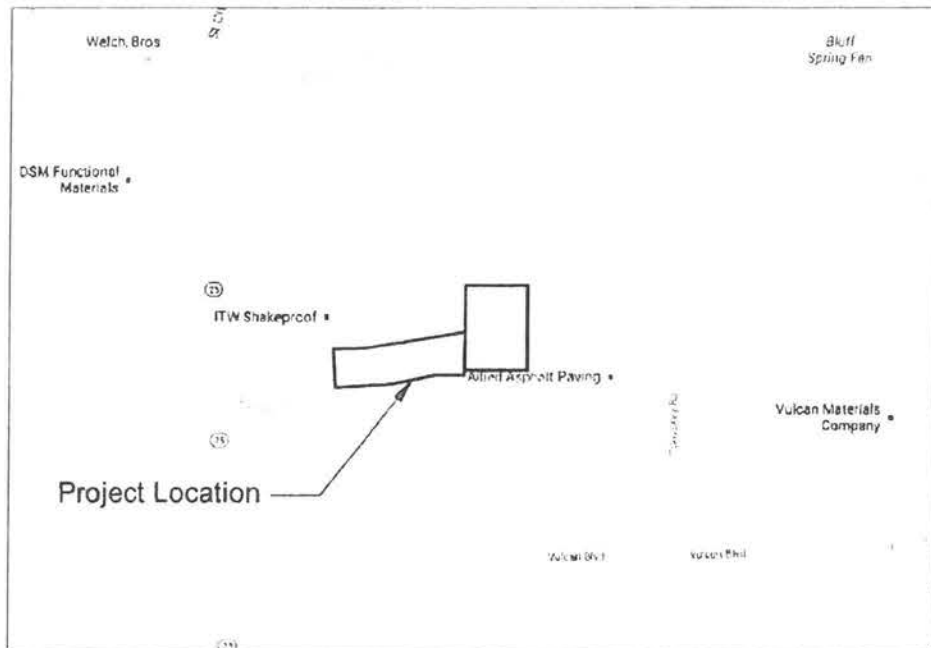 Welch, Bros
Bluff
Spring Fen
DSM Functional
Materials
25
ITW Shakeproof
Allied Asphalt Paving
Vulcan Materials
Company
25
Project Location
Vulcan Blvd
Vulcan Blvd
25